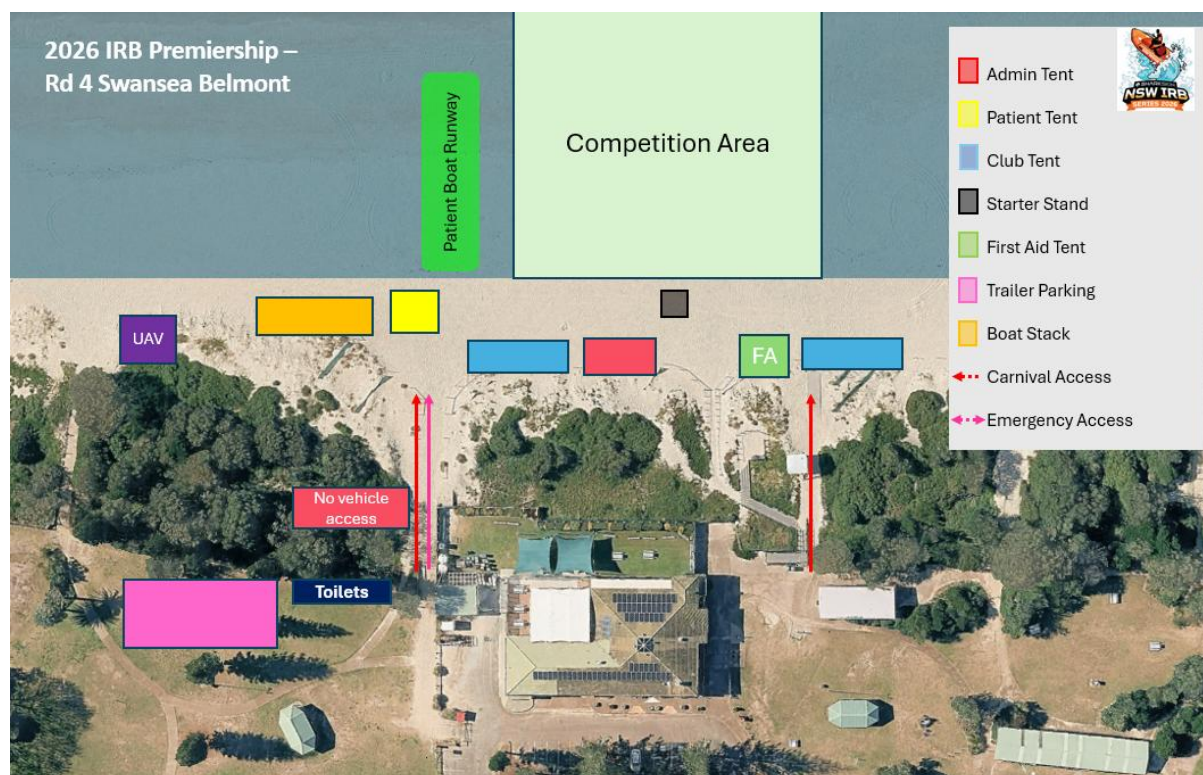 2026 IRB Premiership –
Rd 4 Swansea Belmont
Patient Boat Runway
Competition Area
NSW IRB
SERIES 2026
Admin Tent
Patient Tent
Club Tent
Starter Stand
First Aid Tent
Trailer Parking
Boat Stack
Carnival Access
Emergency Access
UAV
FA
No vehicle
access
Toilets